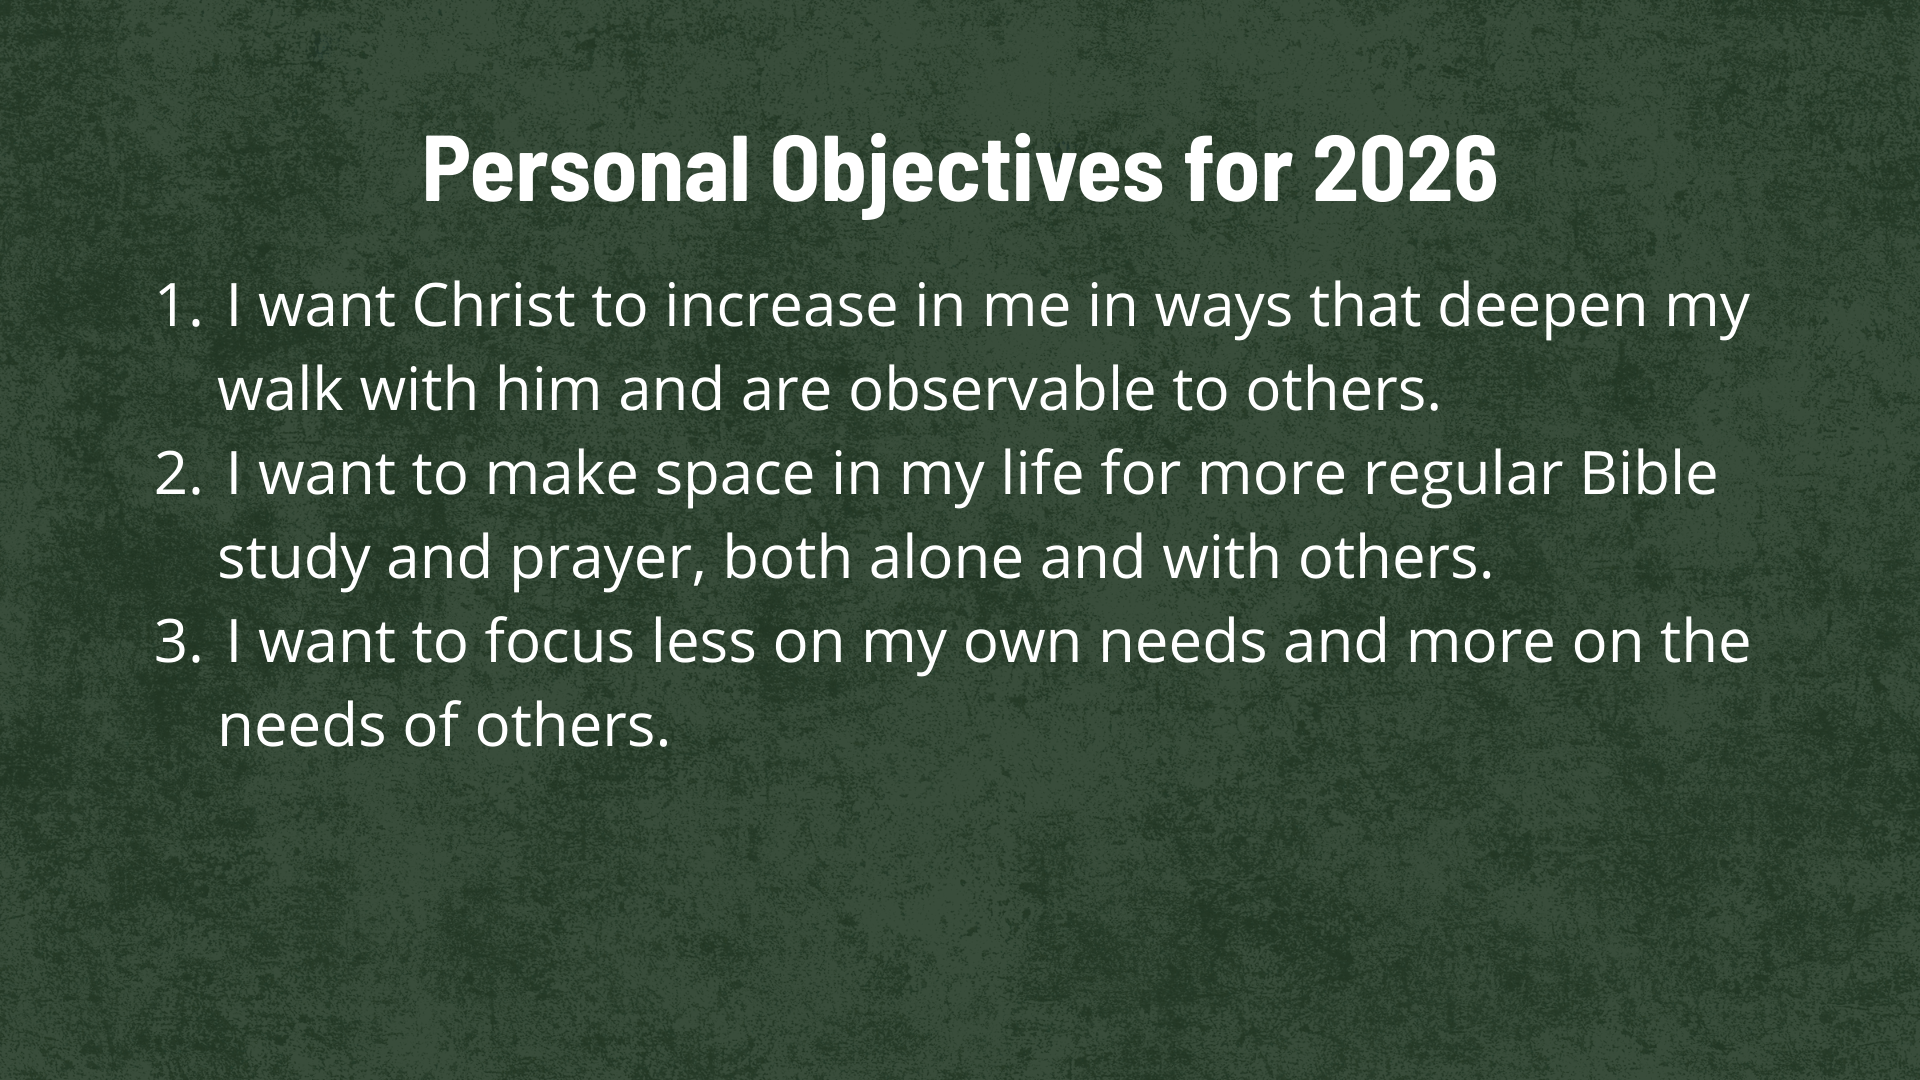 Personal Objectives for 2026
1. I want Christ to increase in me in ways that deepen my
walk with him and are observable to others.
2. I want to make space in my life for more regular Bible
study and prayer, both alone and with others.
3. I want to focus less on my own needs and more on the
needs of others.